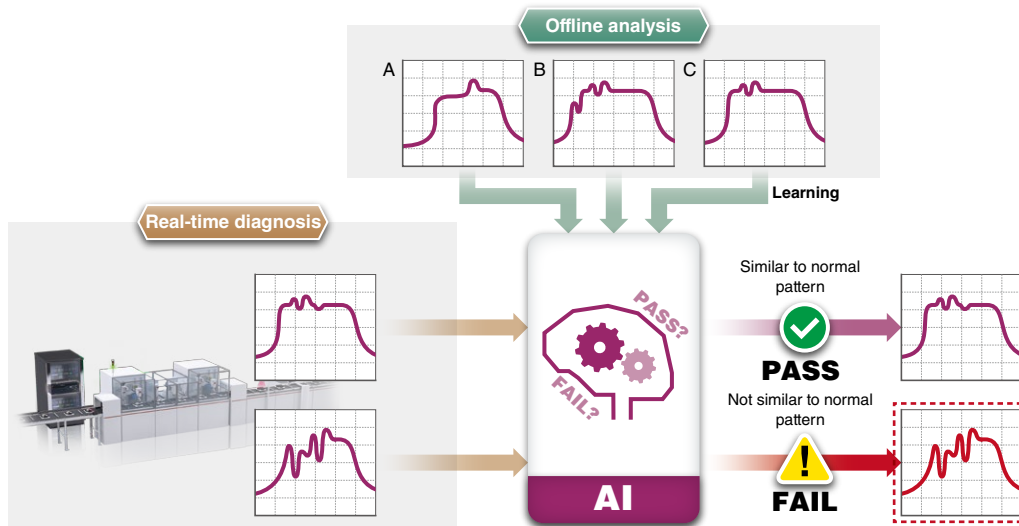 Offline analysis
A
B
C
Learning
Real-time diagnosis
PASS?
FAIL?
AI
Similar to normal
pattern
PASS
Not similar to normal
pattern
!
FAIL